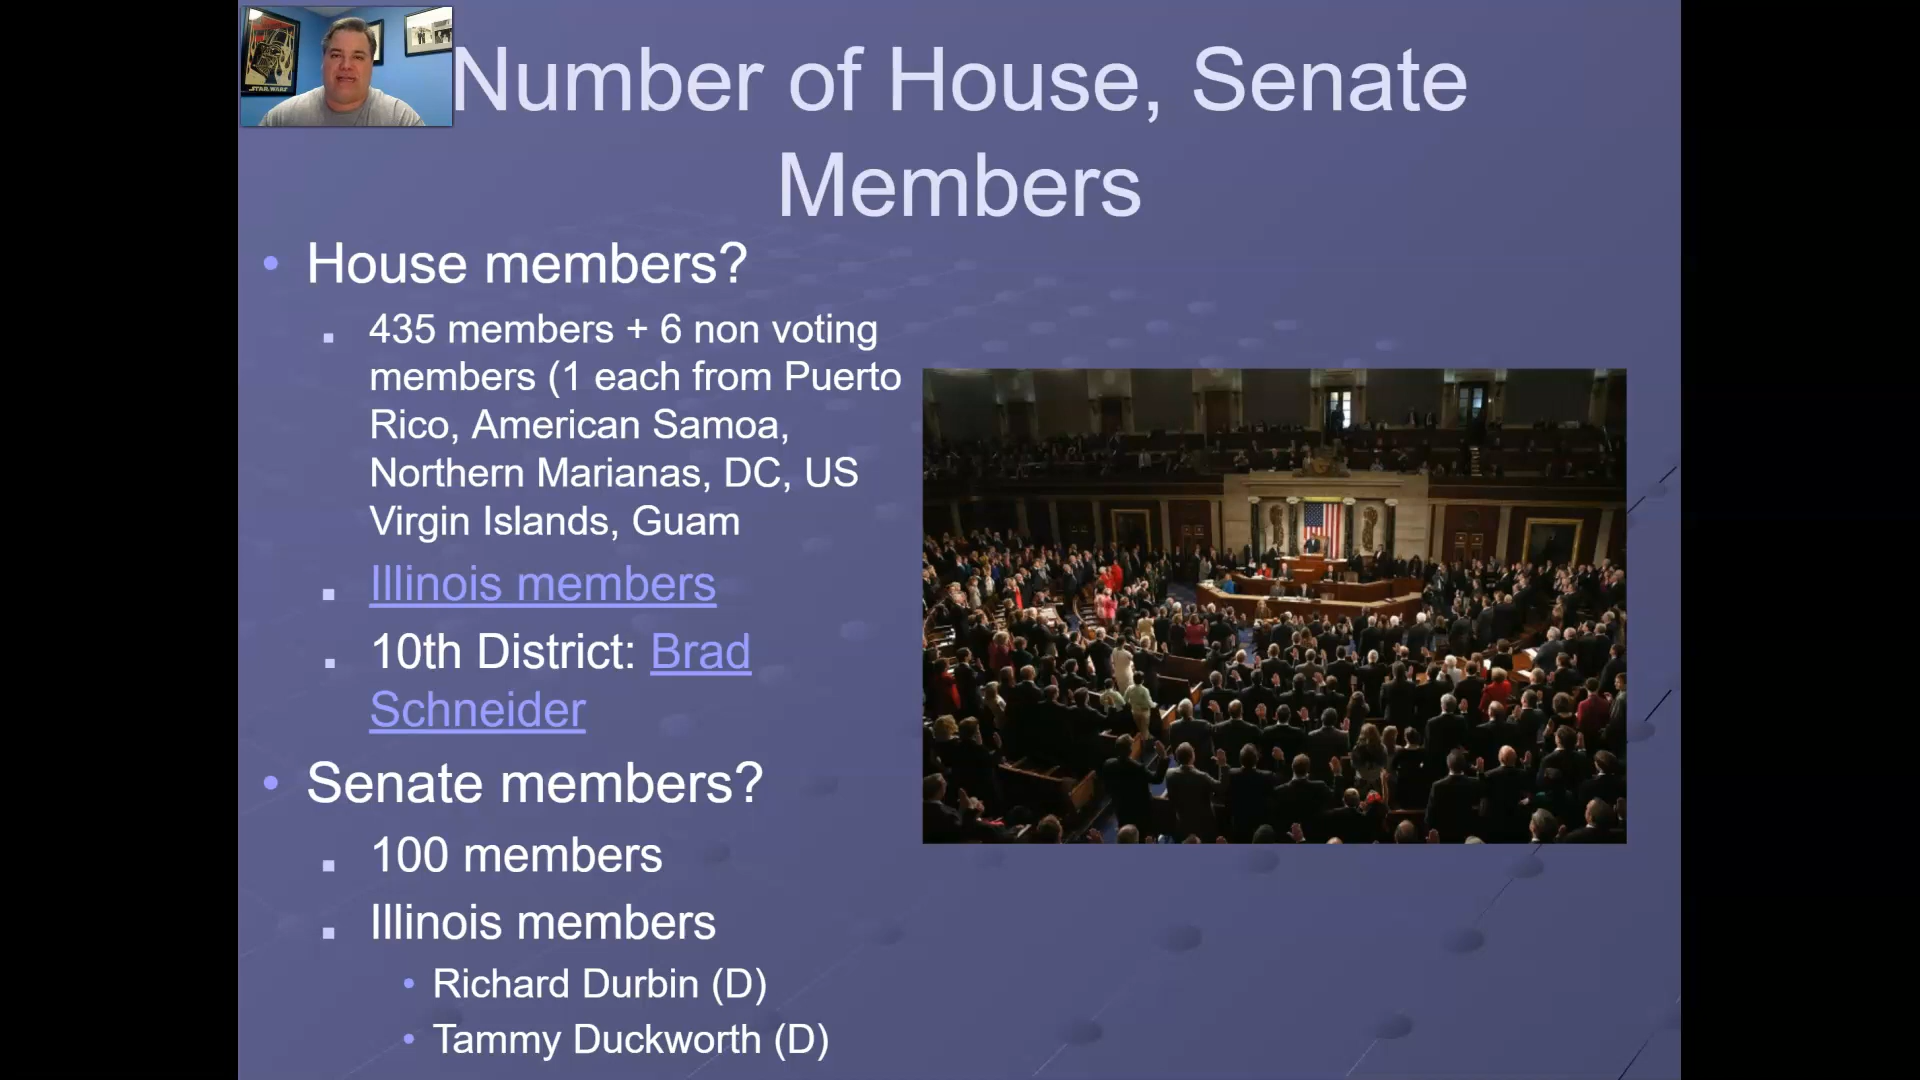 STAR WARS
Number of House, Senate
Members
• House members?
▪ 435 members + 6 non voting
members (1 each from Puerto
Rico, American Samoa,
Northern Marianas, DC, US
Virgin Islands, Guam
▪ Illinois members
▪ 10th District: Brad
Schneider
• Senate members?
▪ 100 members
▪ Illinois members
• Richard Durbin (D)
• Tammy Duckworth (D)